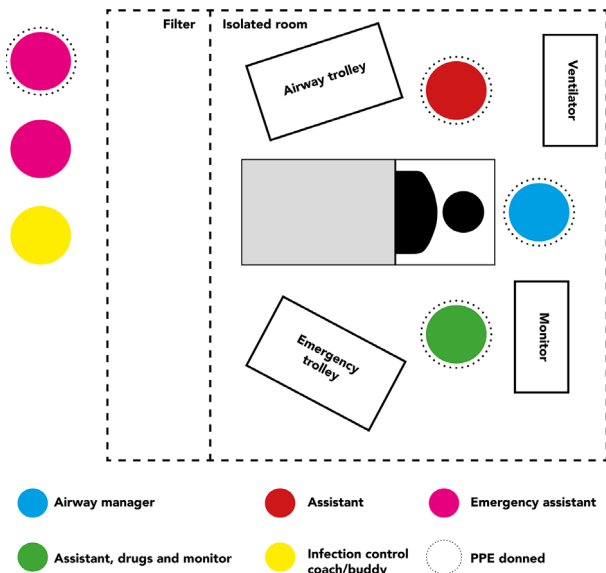 Filter
Isolated room
Airway trolley
Ventilator
Emergency
trolley
Monitor
Airway manager
Assistant
Emergency assistant
Assistant, drugs and monitor
Infection control
coach/buddy
PPE donned